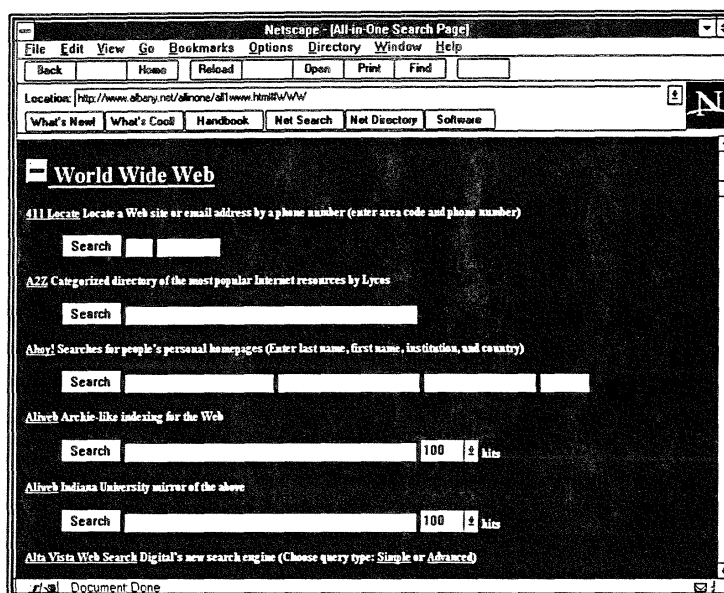 Netscape - [All-in-One Search Page]
File Edit View Go Bookmarks Options Directory Window Help
Back Home Reload Open Print Find
Location: http://www.albany.net/allinone/all1www.html#WWW
N
What's New! What's Cool! Handbook Net Search Net Directory Software
World Wide Web
411 Locate Locate a Web site or email address by a phone number (enter area code and phone number)
Search
A2Z Categorized directory of the most popular Internet resources by Lycos
Search
Ahoy! Searches for people's personal homepages (Enter last name, first name, institution, and country)
Search
Aliweb Archie-like indexing for the Web
Search 100 hits
Aliweb Indiana University mirror of the above
Search 100 hits
Alta Vista Web Search Digital's new search engine (Choose query type: Simple or Advanced)
Document Done